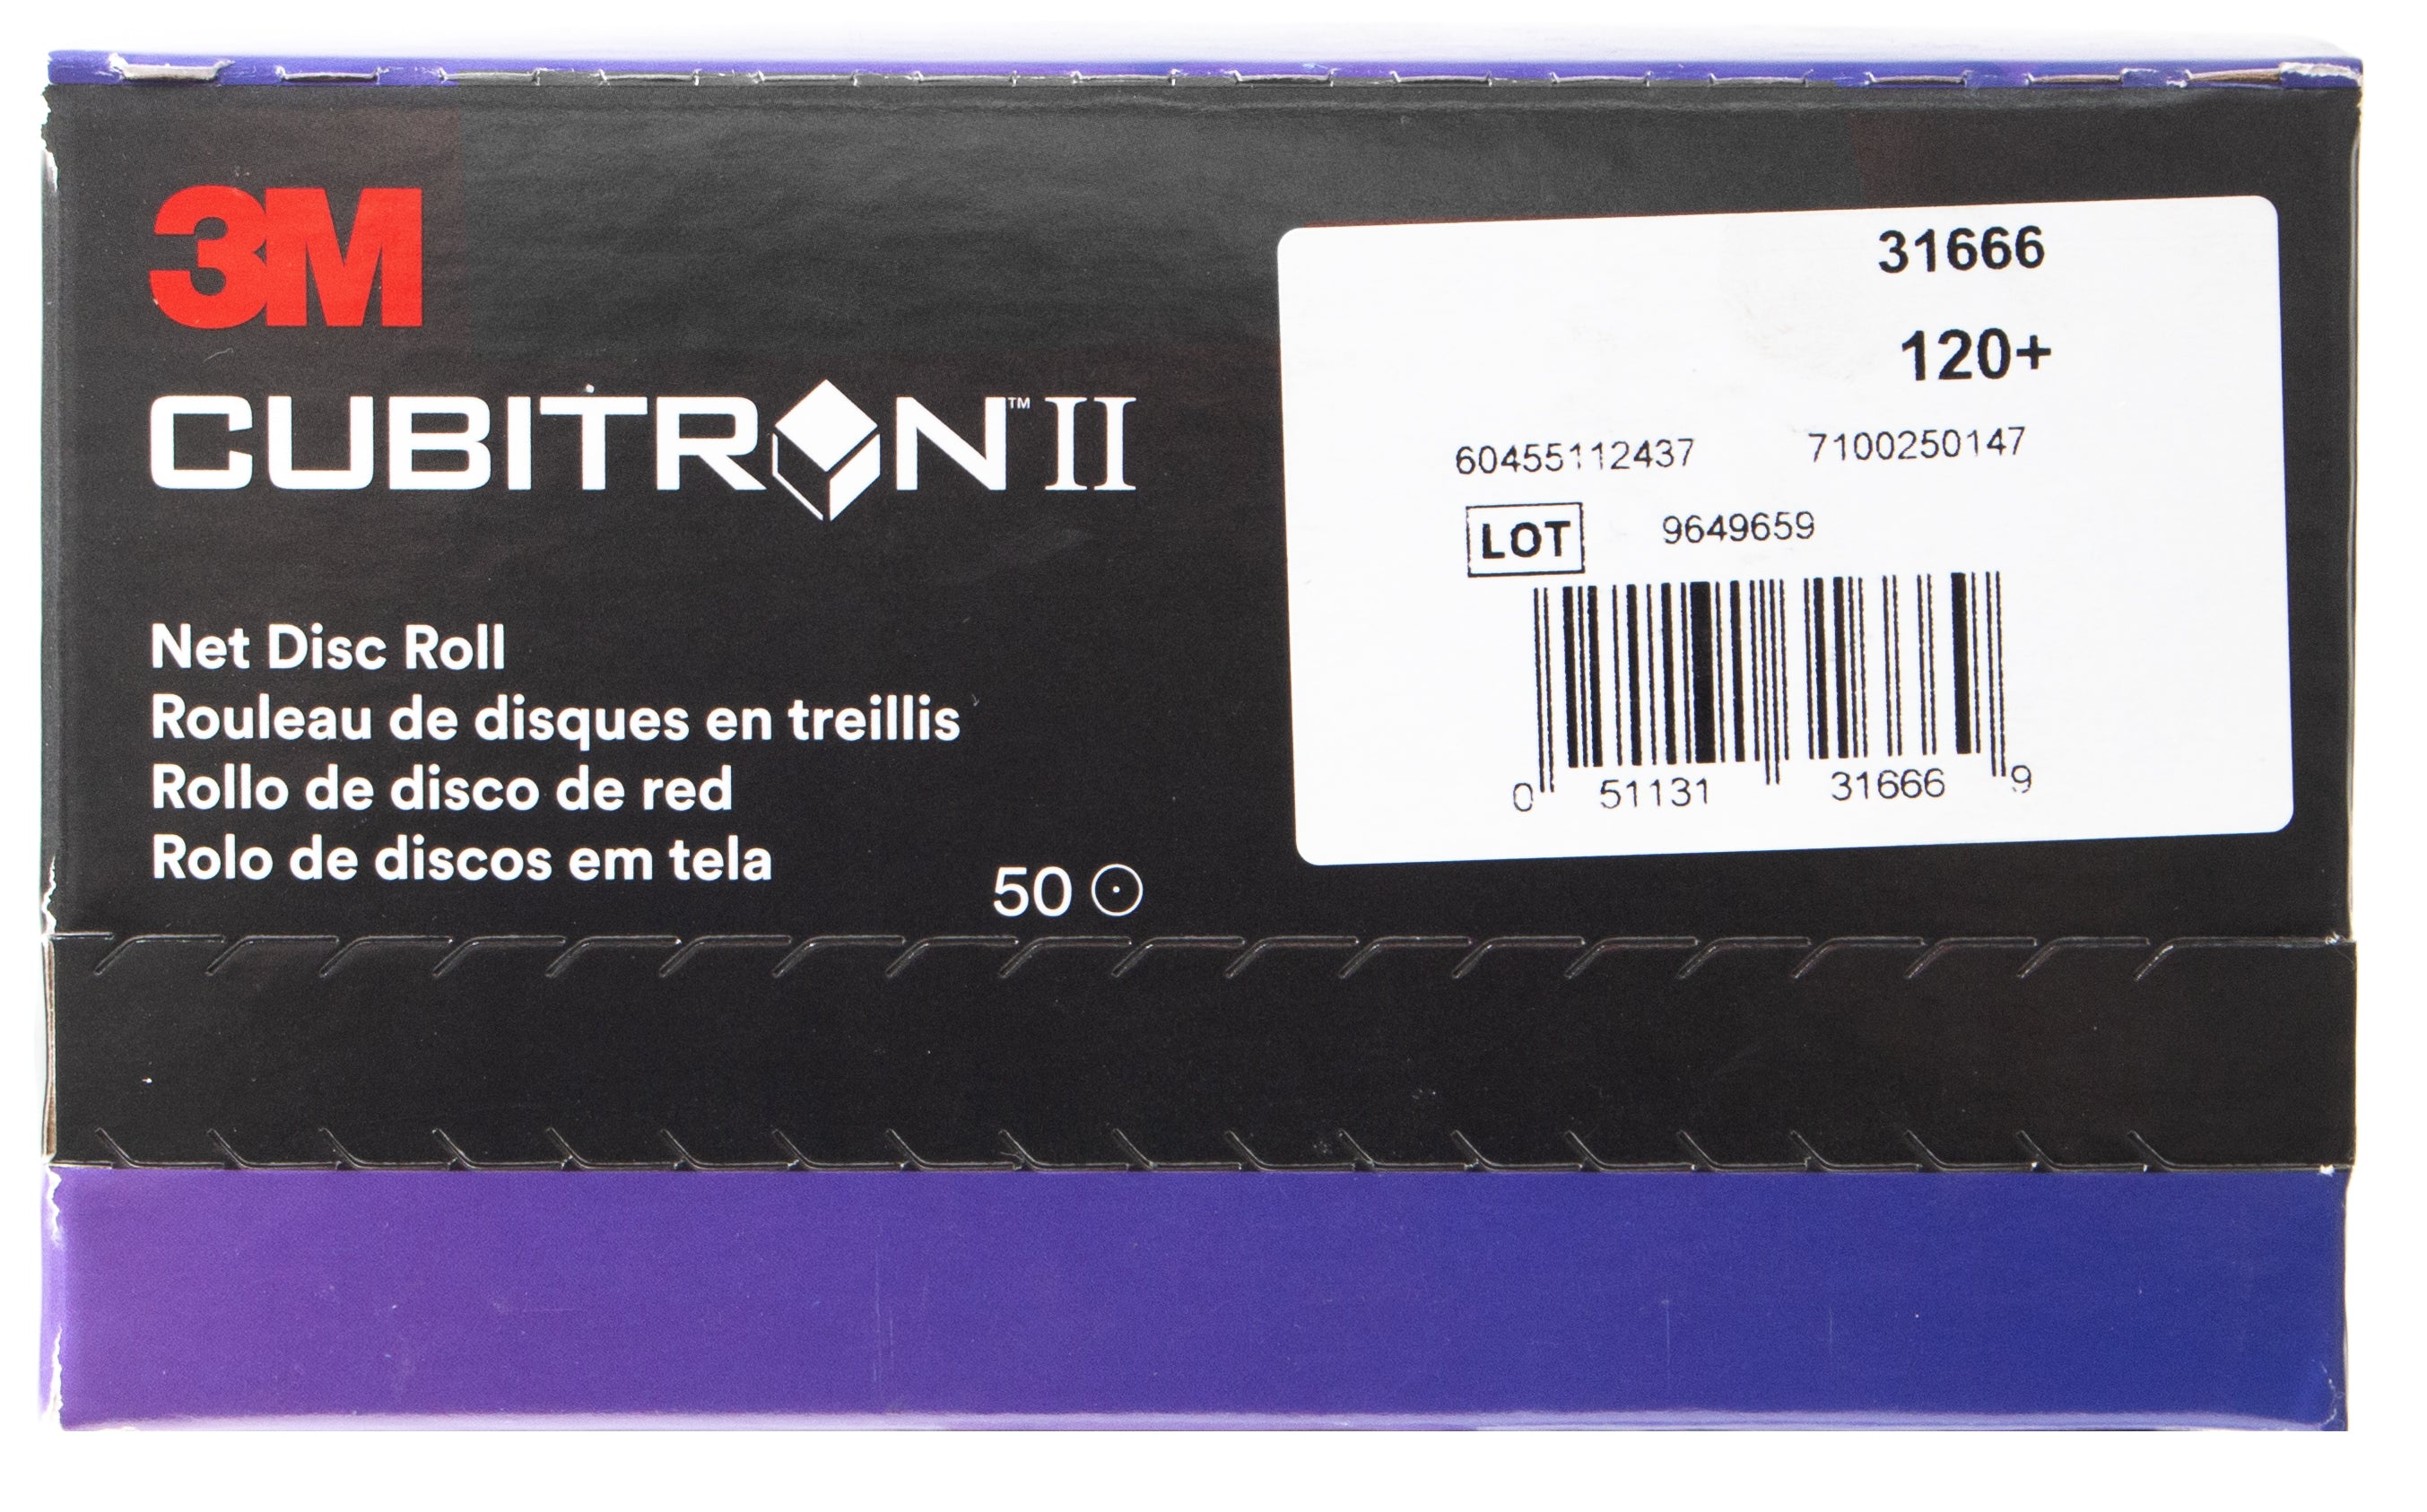 3M
CUBITRON™ II
Net Disc Roll
Rouleau de disques en treillis
Rollo de disco de red
Rolo de discos em tela
50
31666
120+
60455112437 7100250147
LOT 9649659
0 51131 31666 9